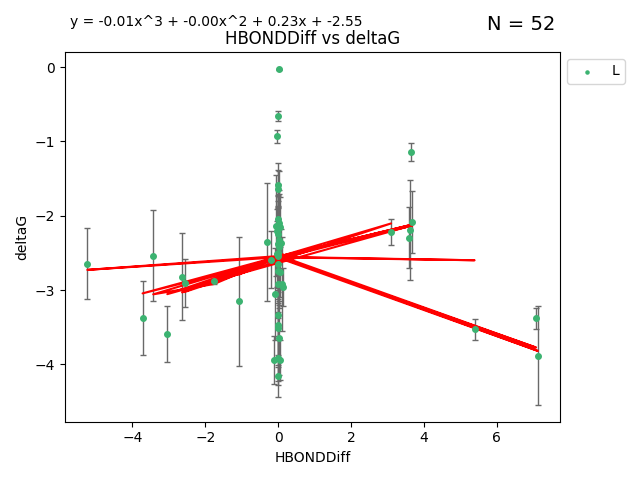 y = -0.01x^3 + -0.00x^2 + 0.23x + -2.55
N = 52
HBONDDiff vs deltaG
L
0
−1
−2
−3
−4
deltaG
−4
−2
0
2
4
6
HBONDDiff